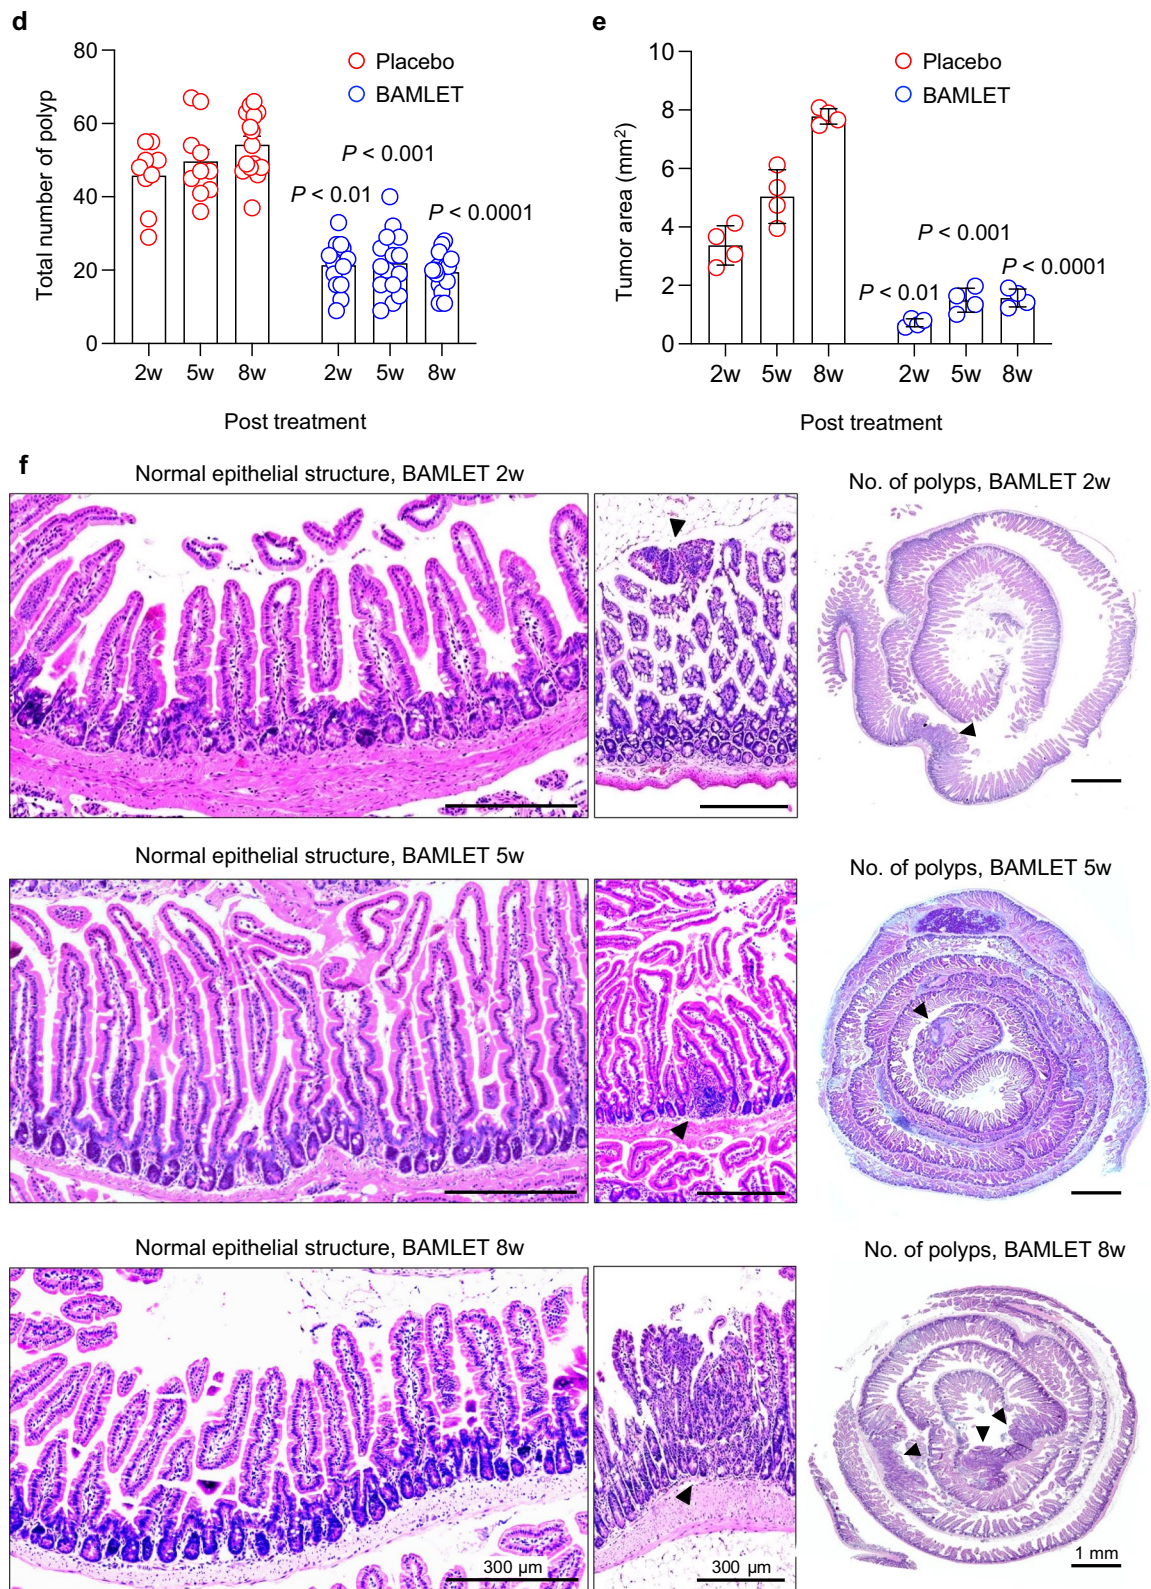 d
80
60
40
20
0
Total number of polyp
Placebo
BAMLET
P < 0.001
P < 0.01
P < 0.0001
2w 5w 8w 2w 5w 8w
Post treatment
e
10
8
6
4
2
0
Tumor area (mm²)
Placebo
BAMLET
P < 0.001
P < 0.0001
P < 0.01
2w 5w 8w 2w 5w 8w
Post treatment
f
Normal epithelial structure, BAMLET 2w
No. of polyps, BAMLET 2w
Normal epithelial structure, BAMLET 5w
No. of polyps, BAMLET 5w
Normal epithelial structure, BAMLET 8w
No. of polyps, BAMLET 8w
300 µm
300 µm
1 mm